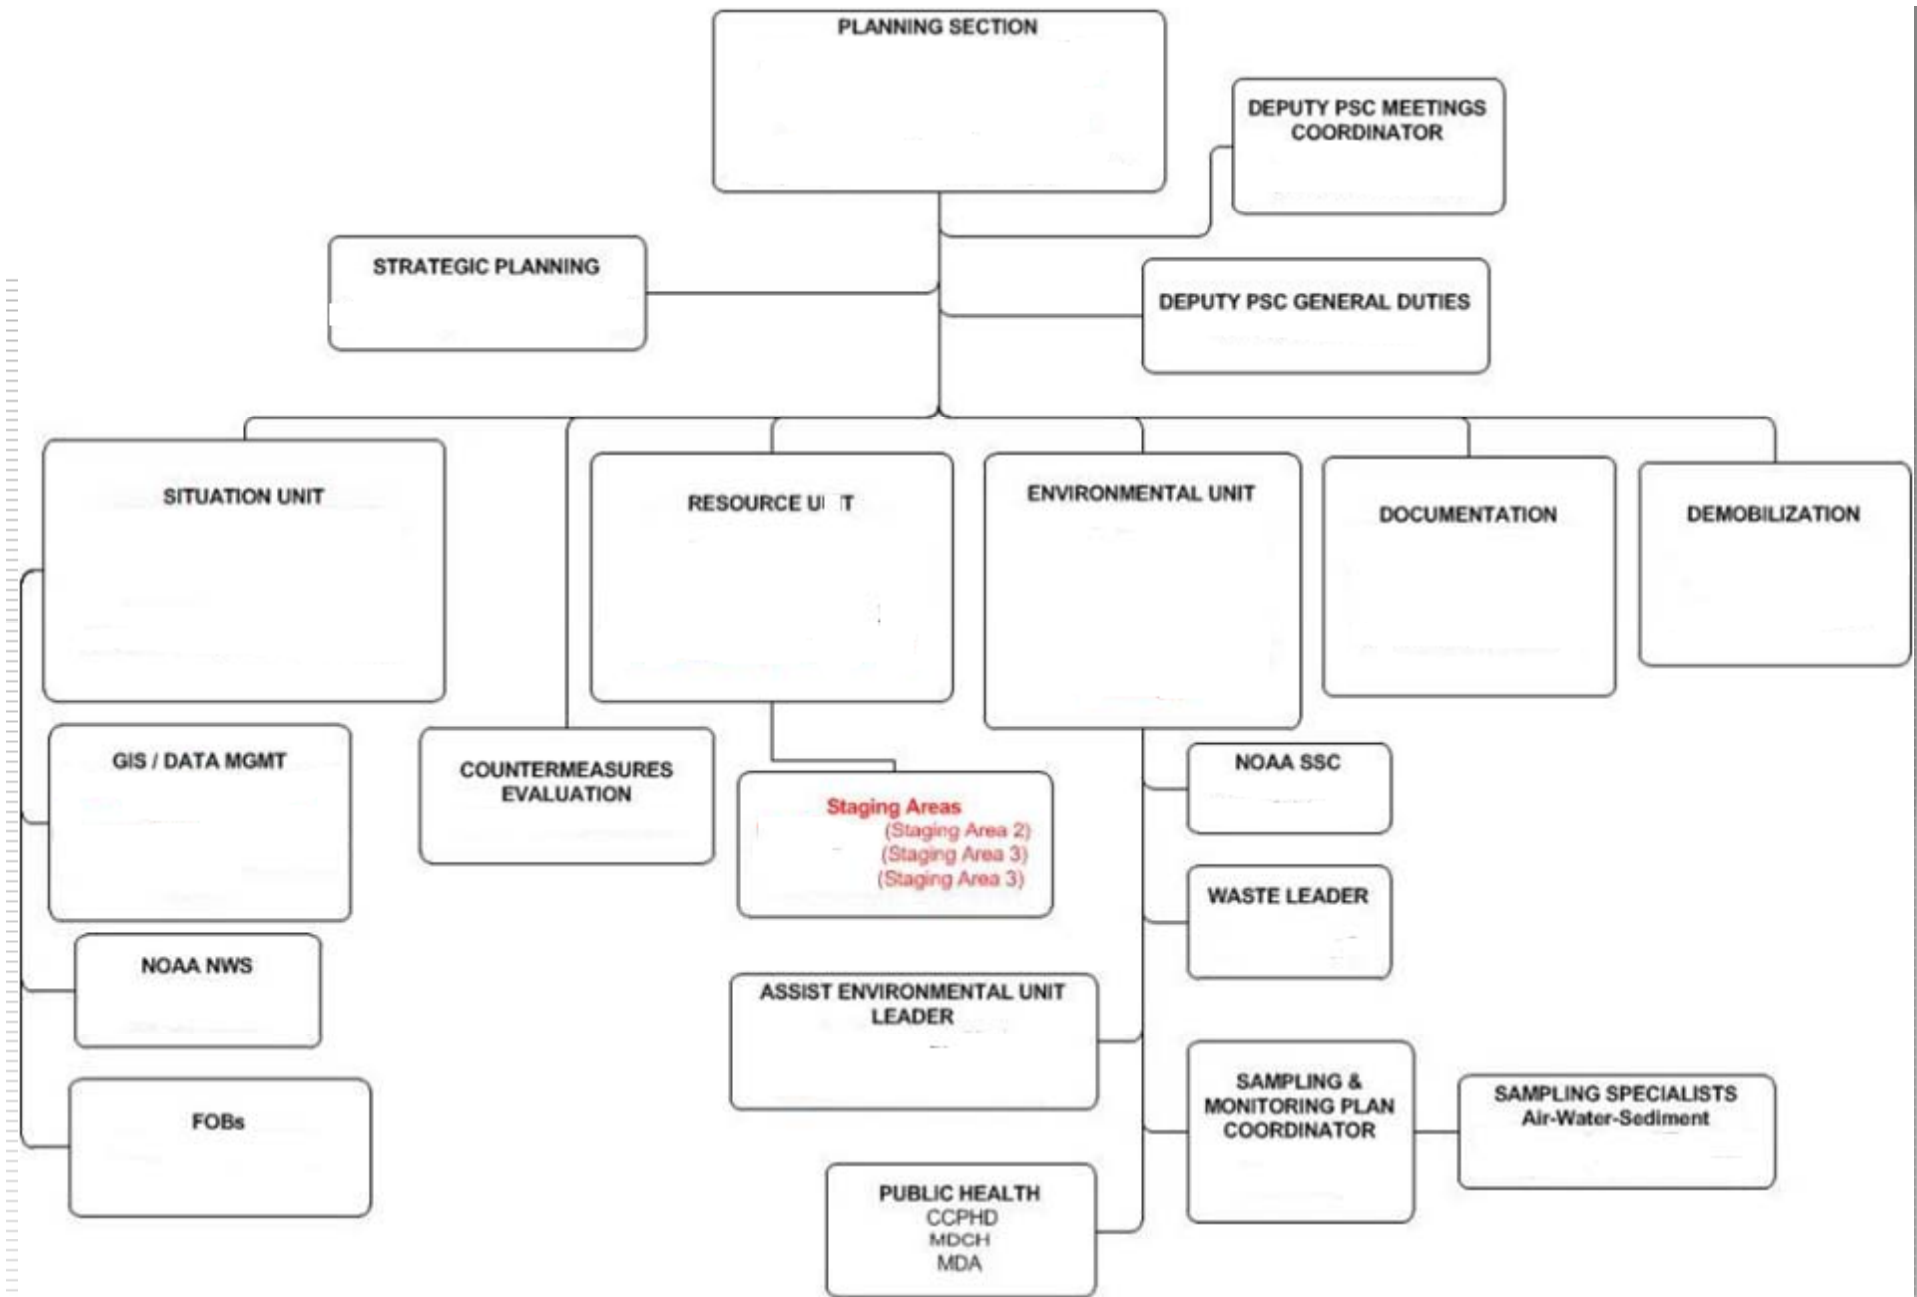 PLANNING SECTION
DEPUTY PSC MEETINGS
COORDINATOR
STRATEGIC PLANNING
DEPUTY PSC GENERAL DUTIES
SITUATION UNIT
RESOURCE U T
ENVIRONMENTAL UNIT
DOCUMENTATION
DEMOBILIZATION
GIS / DATA MGMT
COUNTERMEASURES
EVALUATION
Staging Areas
(Staging Area 2)
(Staging Area 3)
(Staging Area 3)
NOAA SSC
WASTE LEADER
NOAA NWS
ASSIST ENVIRONMENTAL UNIT
LEADER
FOBs
SAMPLING &
MONITORING PLAN
COORDINATOR
SAMPLING SPECIALISTS
Air-Water-Sediment
PUBLIC HEALTH
CCPHD
MDCH
MDA